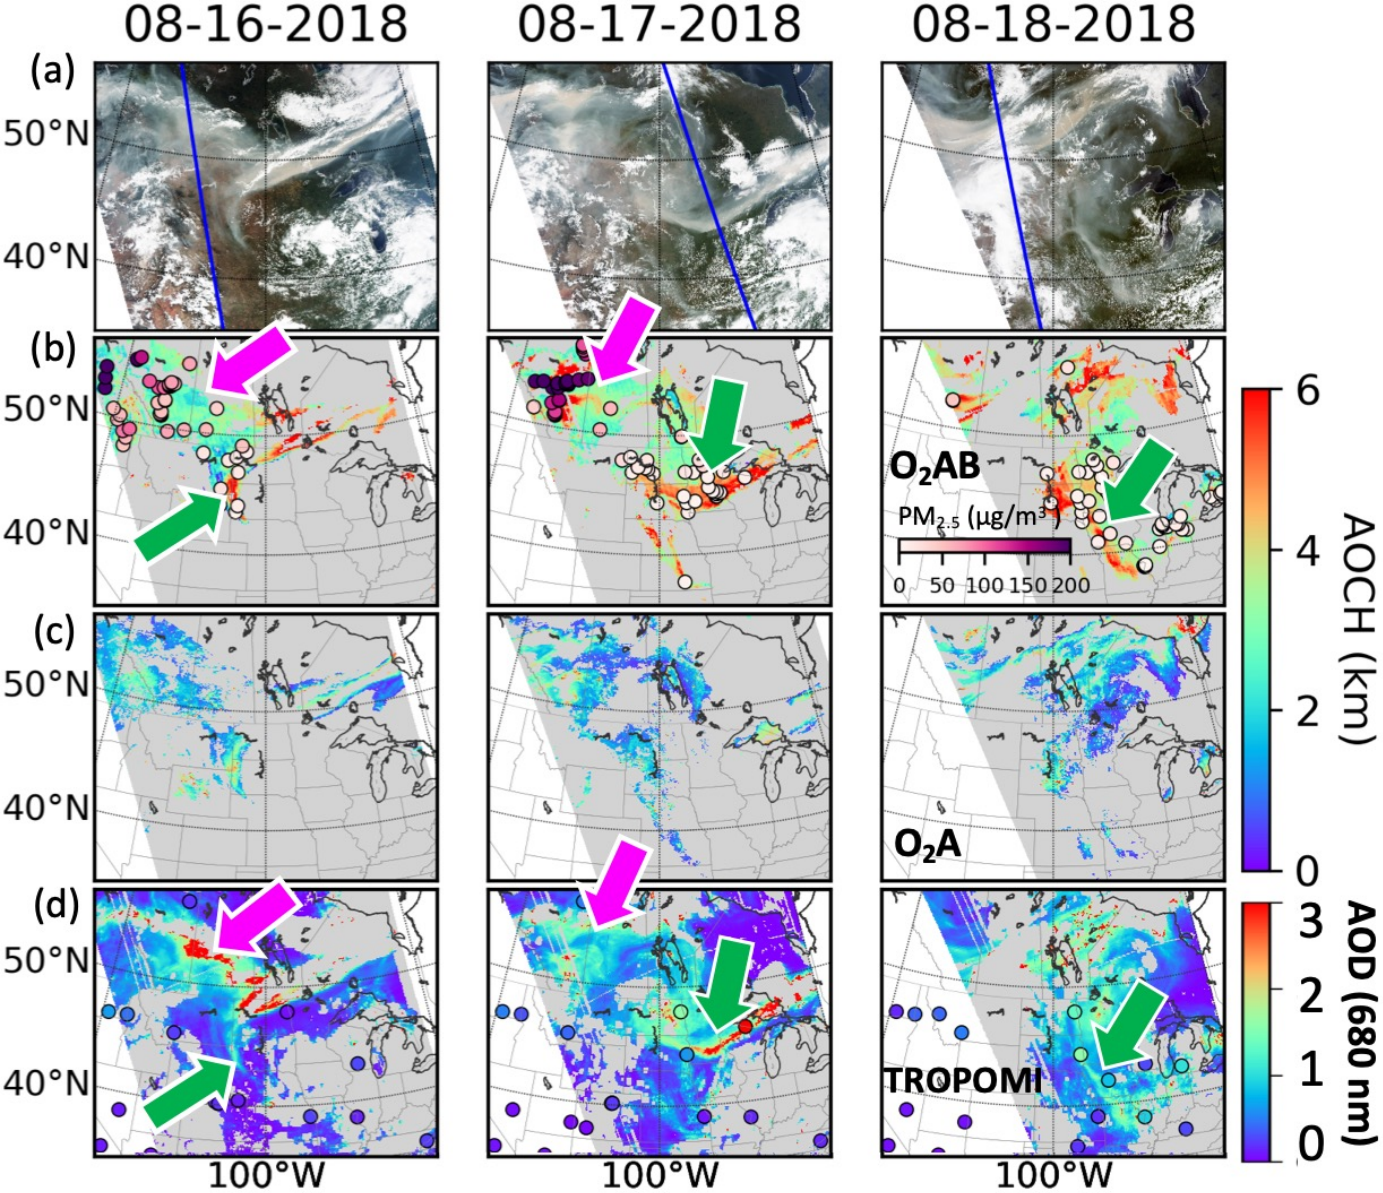 08-16-2018 08-17-2018 08-18-2018
(a)
50°N
40°N
(b)
50°N
40°N
O₂AB
PM₂.₅ (μg/m³)
0 50 100 150 200
6
4
2
0
AOCH (km)
(c)
50°N
40°N
O₂A
(d)
50°N
40°N
TROPOMI
3
2
1
0
AOD (680 nm)
100°W 100°W 100°W